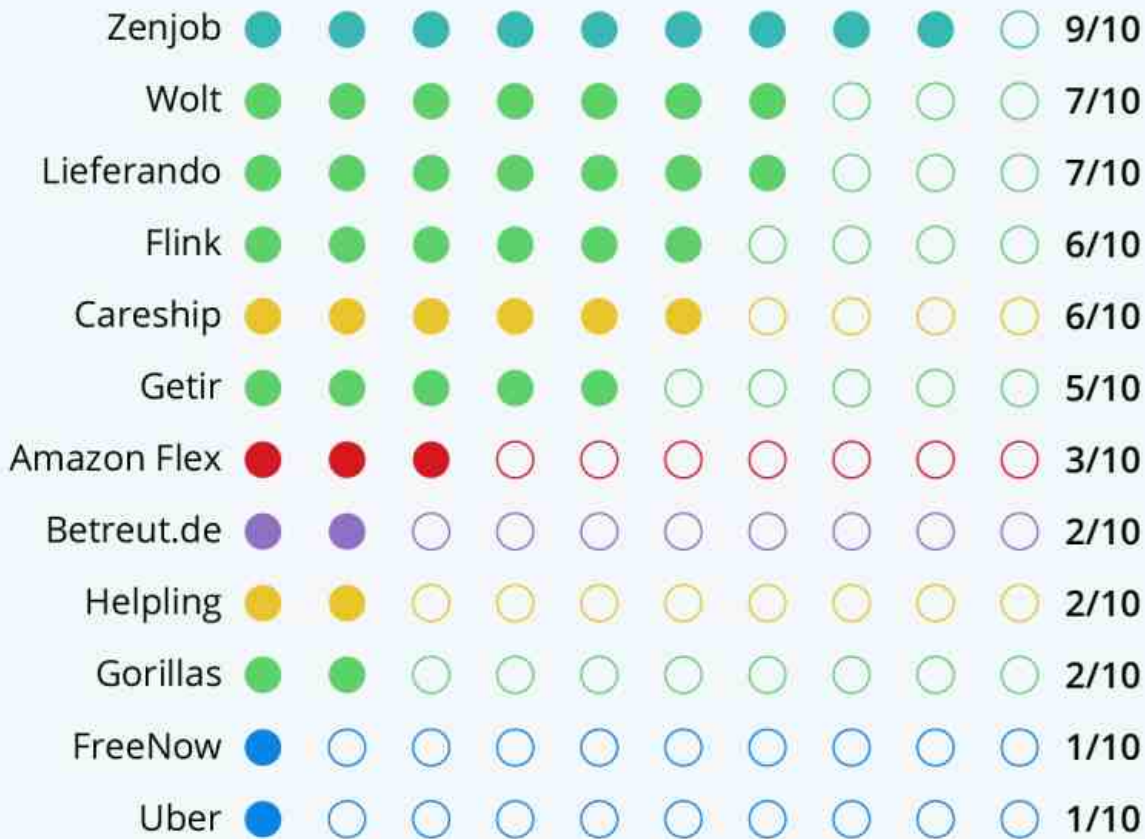 Zenjob 9/10
Wolt 7/10
Lieferando 7/10
Flink 6/10
Careship 6/10
Getir 5/10
Amazon Flex 3/10
Betreut.de 2/10
Helpling 2/10
Gorillas 2/10
FreeNow 1/10
Uber 1/10